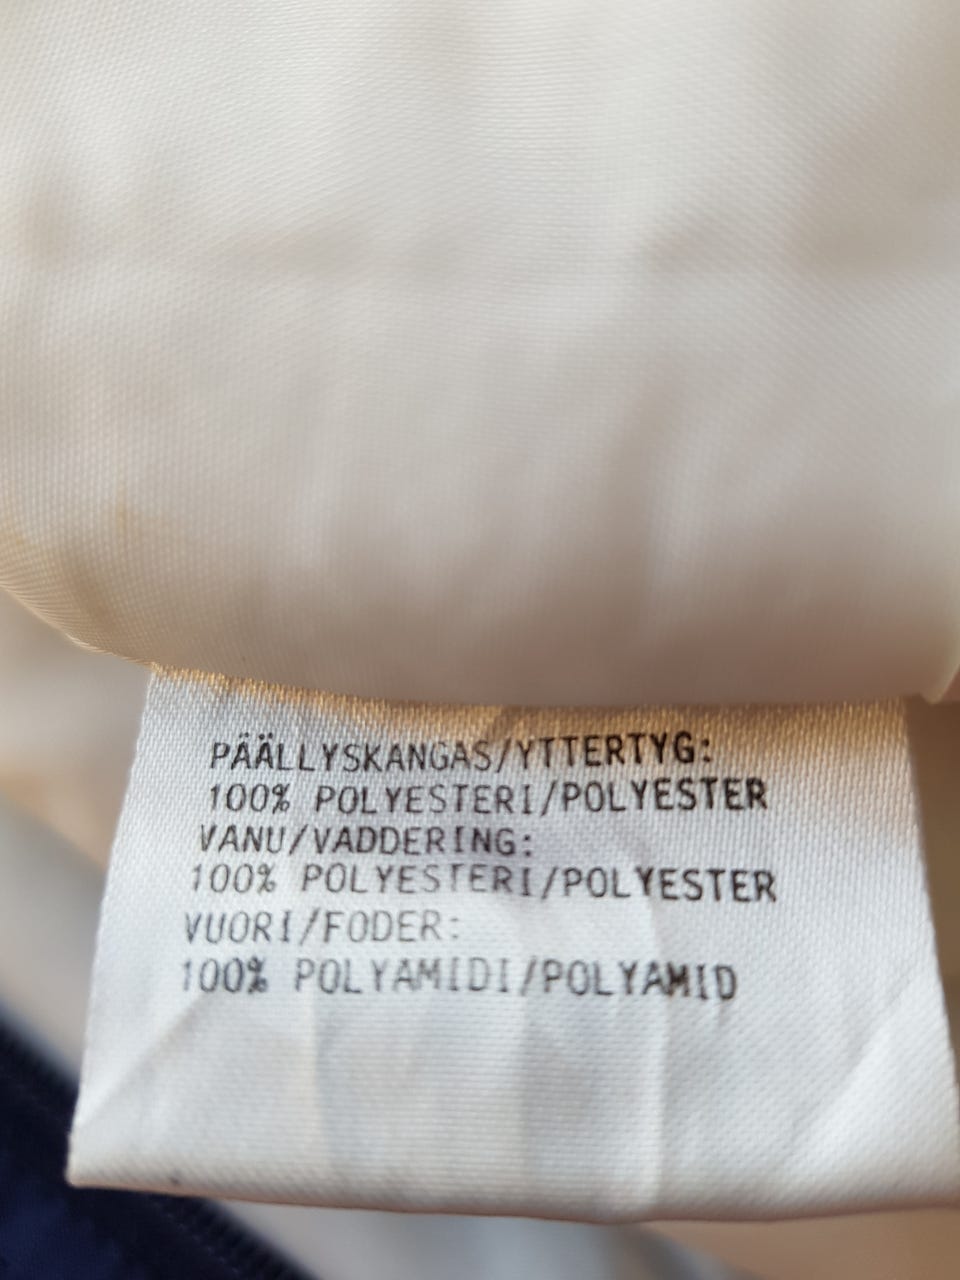 PÄÄLLYSKANGAS/YTTERTYG:
100% POLYESTERI/POLYESTER
VANU/VADDERING:
100% POLYESTERI/POLYESTER
VUORI/FODER:
100% POLYAMIDI/POLYAMID